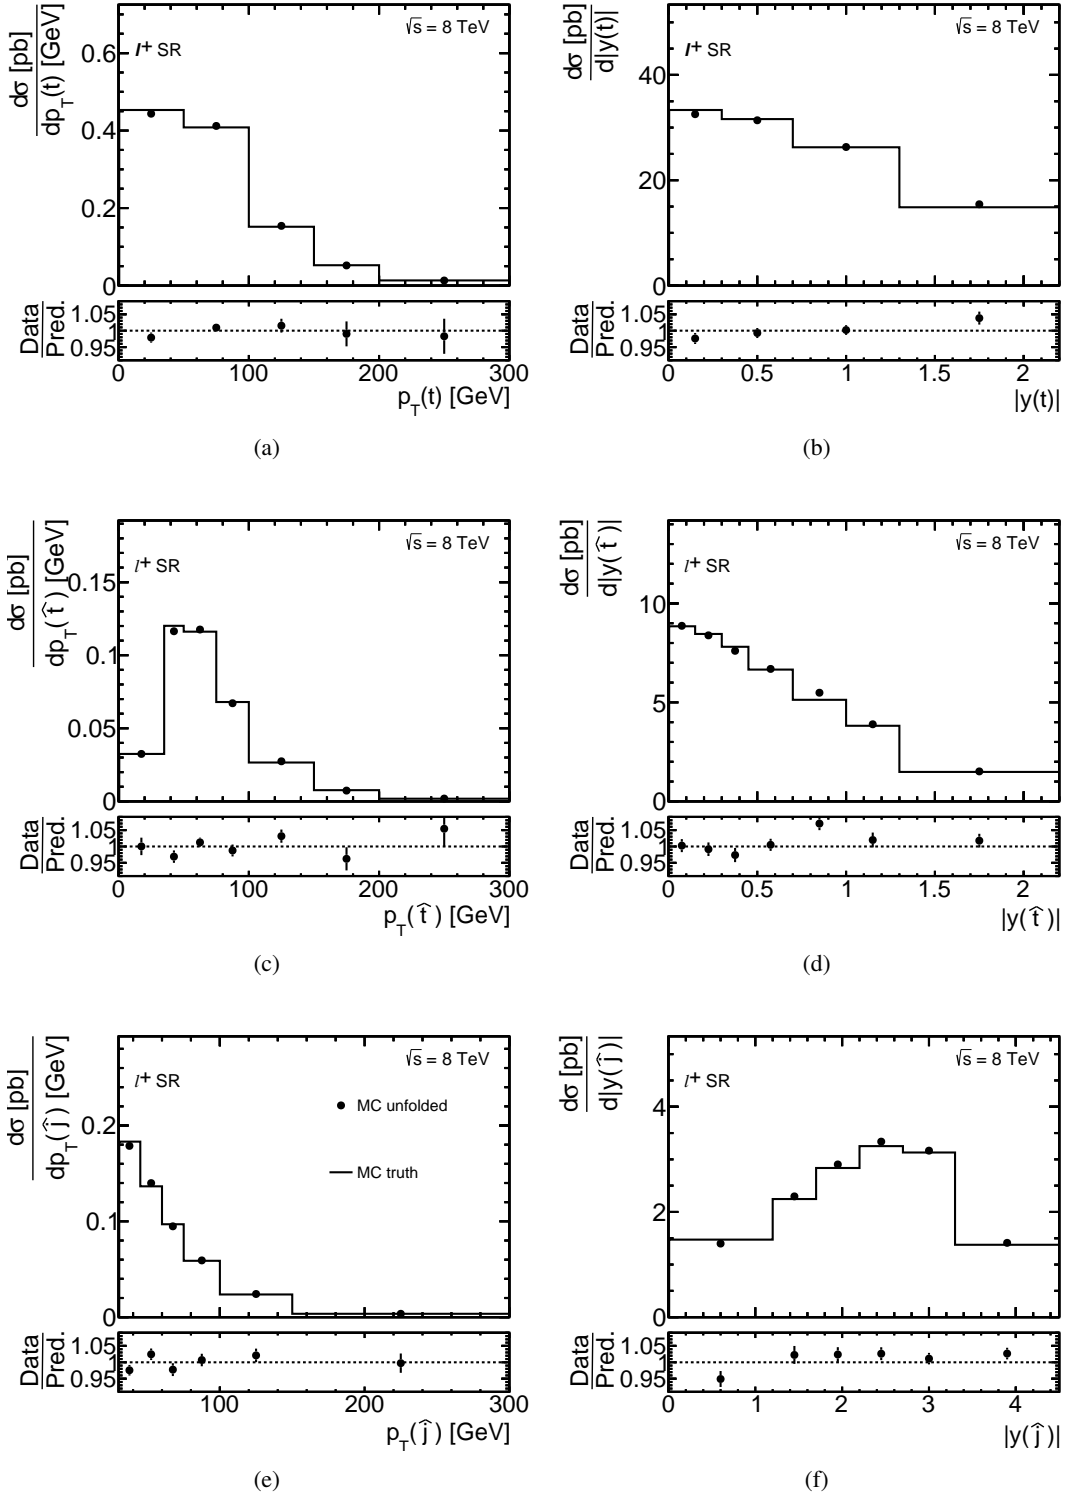 dσ [pb]
dp_T(t) [GeV]
l+ SR
√s = 8 TeV
0.6
0.4
0.2
0
Data
Pred.
1.05
1
0.95
0 100 200 300
p_T(t) [GeV]
(a)
dσ [pb]
d|y(t)|
l+ SR
√s = 8 TeV
40
20
0
Data
Pred.
1.05
1
0.95
0 0.5 1 1.5 2
|y(t)|
(b)
dσ [pb]
dp_T(t̂) [GeV]
l+ SR
√s = 8 TeV
0.15
0.1
0.05
0
Data
Pred.
1.05
1
0.95
0 100 200 300
p_T(t̂) [GeV]
(c)
dσ [pb]
d|y(t̂)|
l+ SR
√s = 8 TeV
10
5
0
Data
Pred.
1.05
1
0.95
0 0.5 1 1.5 2
|y(t̂)|
(d)
dσ [pb]
dp_T(ĵ) [GeV]
l+ SR
√s = 8 TeV
MC unfolded
MC truth
0.2
0.1
0
Data
Pred.
1.05
1
0.95
100 200 300
p_T(ĵ) [GeV]
(e)
dσ [pb]
d|y(ĵ)|
l+ SR
√s = 8 TeV
4
2
0
Data
Pred.
1.05
1
0.95
0 1 2 3 4
|y(ĵ)|
(f)